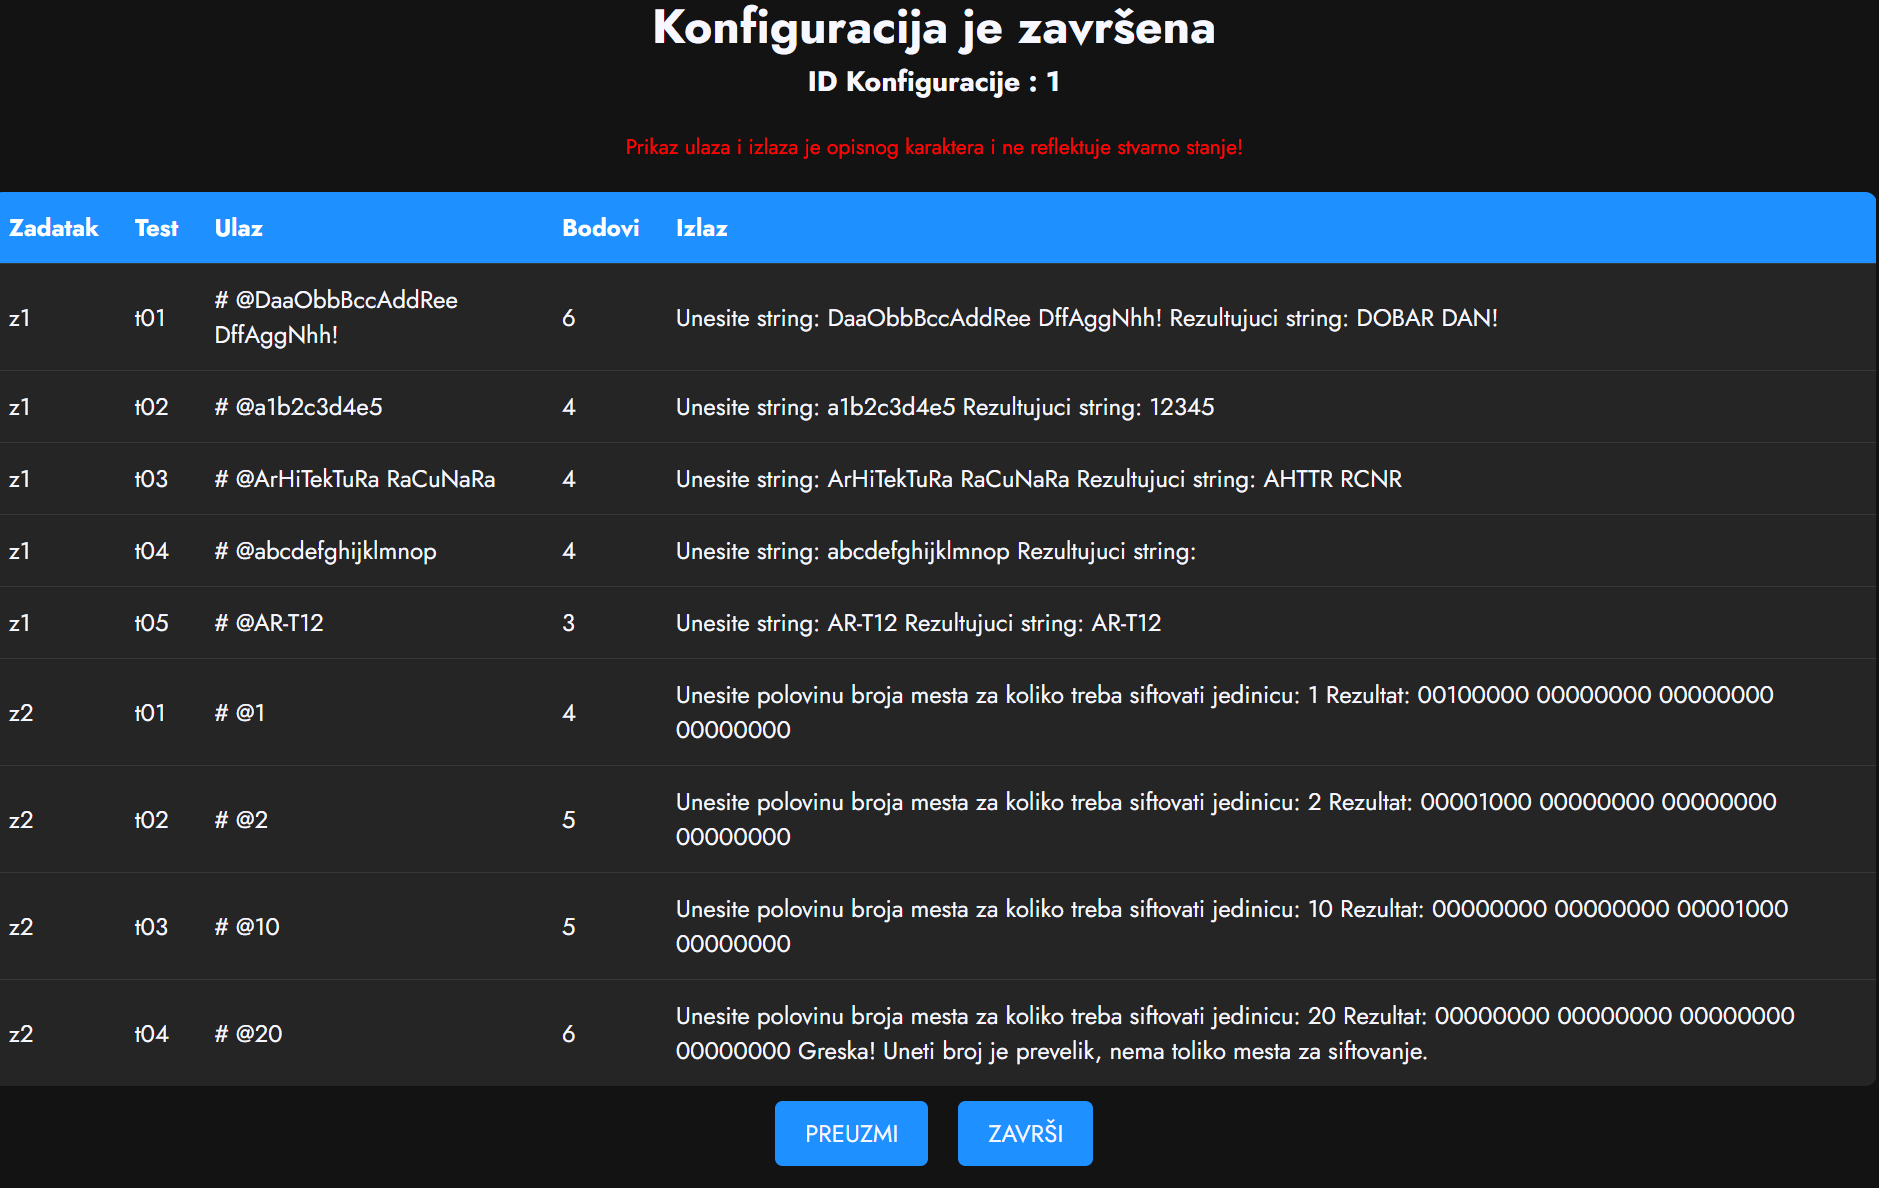 Konfiguracija je završena
ID Konfiguracije : 1
Prikaz ulaza i izlaza je opisnog karaktera i ne reflektuje stvarno stanje!
Zadatak Test Ulaz Bodovi Izlaz
z1 t01 # @DaaObbBccAddRee DffAggNhh! 6 Unesite string: DaaObbBccAddRee DffAggNhh! Rezultujuci string: DOBAR DAN!
z1 t02 # @a1b2c3d4e5 4 Unesite string: a1b2c3d4e5 Rezultujuci string: 12345
z1 t03 # @ArHiTekTuRa RaCuNaRa 4 Unesite string: ArHiTekTuRa RaCuNaRa Rezultujuci string: AHTTR RCNR
z1 t04 # @abcdefghijklmnop 4 Unesite string: abcdefghijklmnop Rezultujuci string:
z1 t05 # @AR-T12 3 Unesite string: AR-T12 Rezultujuci string: AR-T12
z2 t01 # @1 4 Unesite polovinu broja mesta za koliko treba siftovati jedinicu: 1 Rezultat: 00100000 00000000 00000000
00000000
z2 t02 # @2 5 Unesite polovinu broja mesta za koliko treba siftovati jedinicu: 2 Rezultat: 00001000 00000000 00000000
00000000
z2 t03 # @10 5 Unesite polovinu broja mesta za koliko treba siftovati jedinicu: 10 Rezultat: 00000000 00000000 00001000
00000000
z2 t04 # @20 6 Unesite polovinu broja mesta za koliko treba siftovati jedinicu: 20 Rezultat: 00000000 00000000 00000000
00000000 Greska! Uneti broj je prevelik, nema toliko mesta za siftovanje.
PREUZMI ZAVRŠI